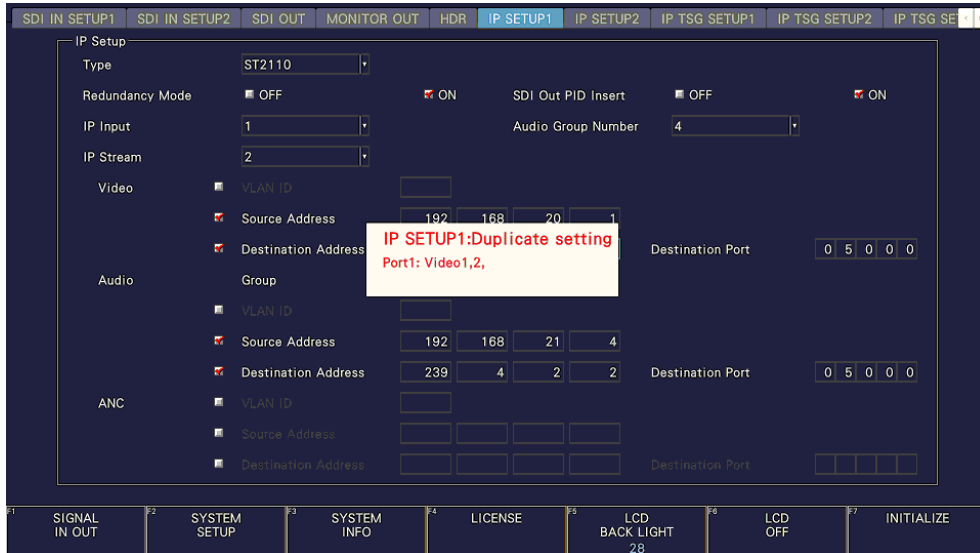 SDI IN SETUP1 SDI IN SETUP2 SDI OUT MONITOR OUT HDR IP SETUP1 IP SETUP2 IP TSG SETUP1 IP TSG SETUP2 IP TSG SE
IP Setup
Type ST2110
Redundancy Mode OFF ON SDI Out PID Insert OFF ON
IP Input 1 Audio Group Number 4
IP Stream 2
Video VLAN ID
Source Address 192 168 20 1
IP SETUP1:Duplicate setting
Destination Address Destination Port 0 5 0 0 0
Port1: Video1,2,
Audio Group
VLAN ID
Source Address 192 168 21 4
Destination Address 239 4 2 2 Destination Port 0 5 0 0 0
ANC VLAN ID
Source Address
Destination Address Destination Port
F1 SIGNAL IN OUT F2 SYSTEM SETUP F3 SYSTEM INFO F4 LICENSE F5 LCD BACK LIGHT 28 F6 LCD OFF F7 INITIALIZE